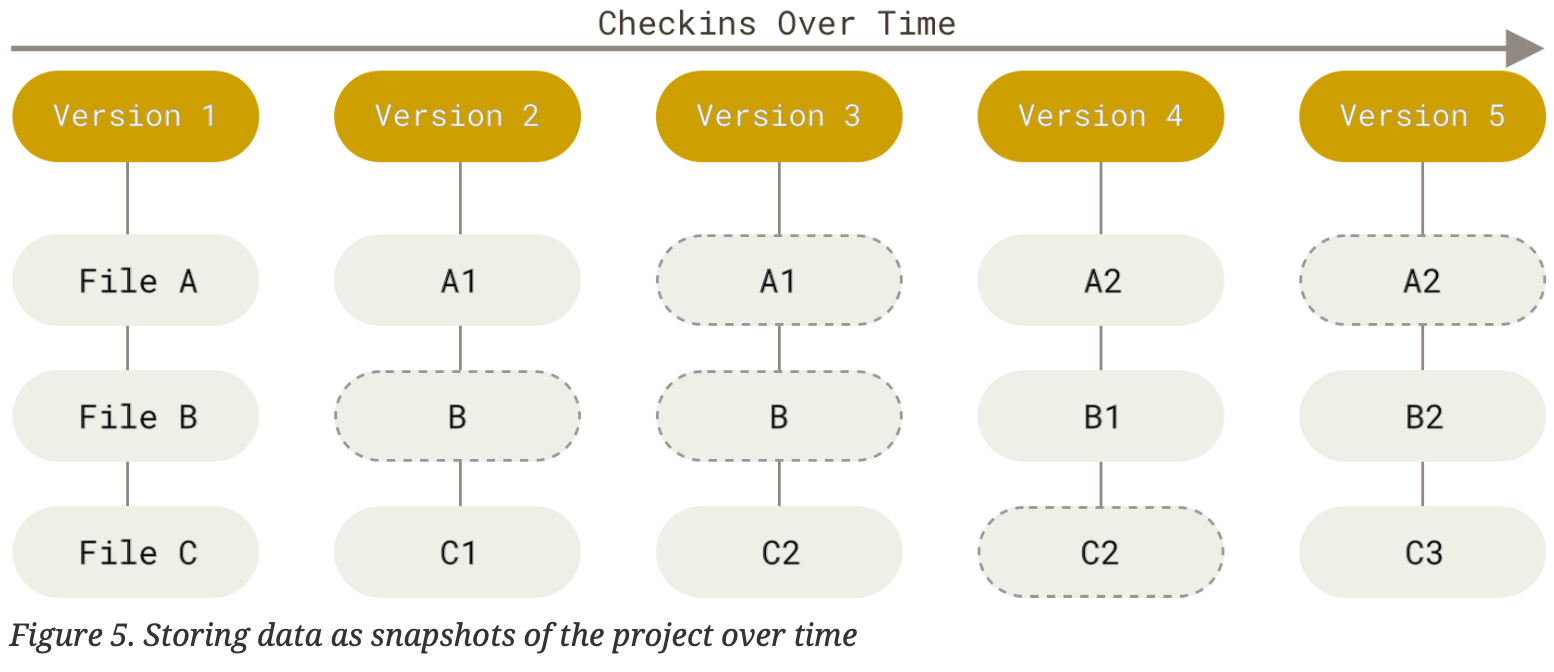 Checkins Over Time
Version 1 Version 2 Version 3 Version 4 Version 5
File A A1 A1 A2 A2
File B B B B1 B2
File C C1 C2 C2 C3
Figure 5. Storing data as snapshots of the project over time